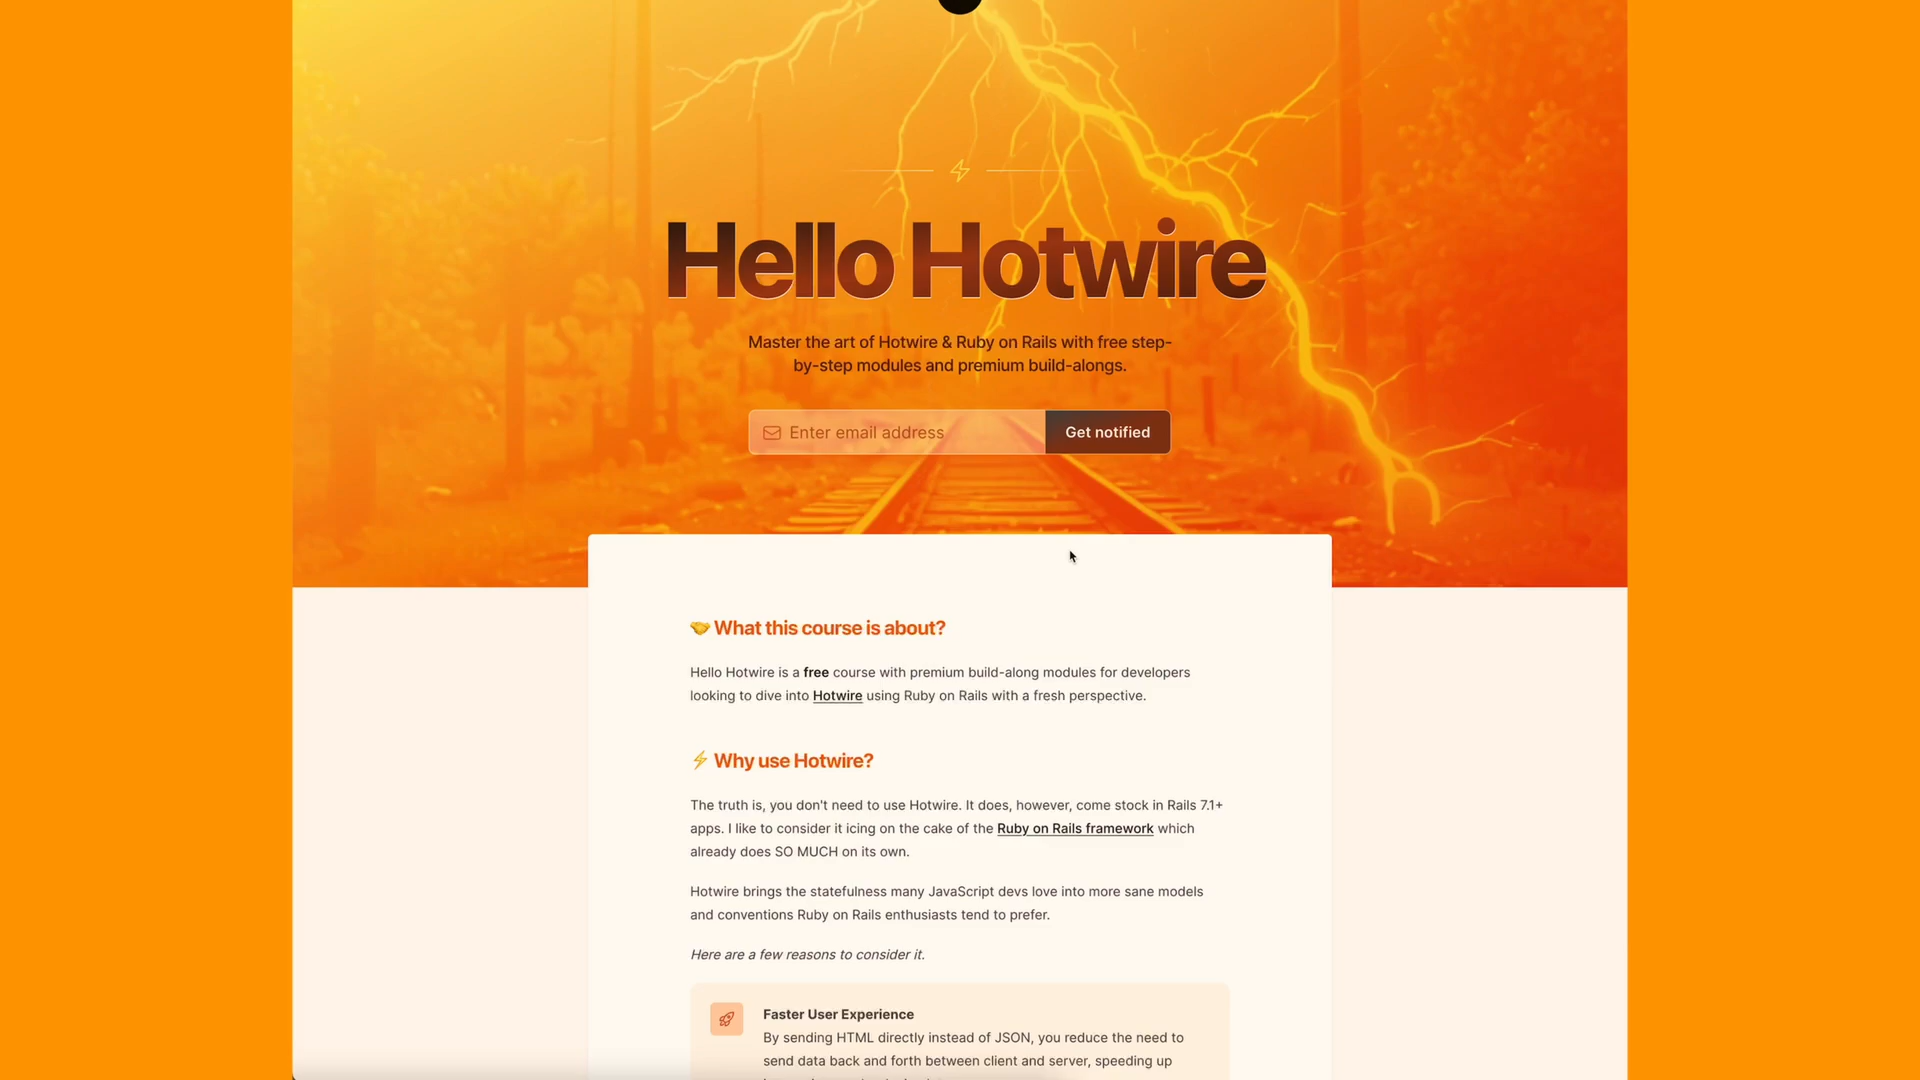 Hello Hotwire
Master the art of Hotwire & Ruby on Rails with free step-
by-step modules and premium build-alongs.
Enter email address
Get notified
What this course is about?
Hello Hotwire is a free course with premium build-along modules for developers
looking to dive into Hotwire using Ruby on Rails with a fresh perspective.
Why use Hotwire?
The truth is, you don't need to use Hotwire. It does, however, come stock in Rails 7.1+
apps. I like to consider it icing on the cake of the Ruby on Rails framework which
already does SO MUCH on its own.
Hotwire brings the statefulness many JavaScript devs love into more sane models
and conventions Ruby on Rails enthusiasts tend to prefer.
Here are a few reasons to consider it.
Faster User Experience
By sending HTML directly instead of JSON, you reduce the need to
send data back and forth between client and server, speeding up